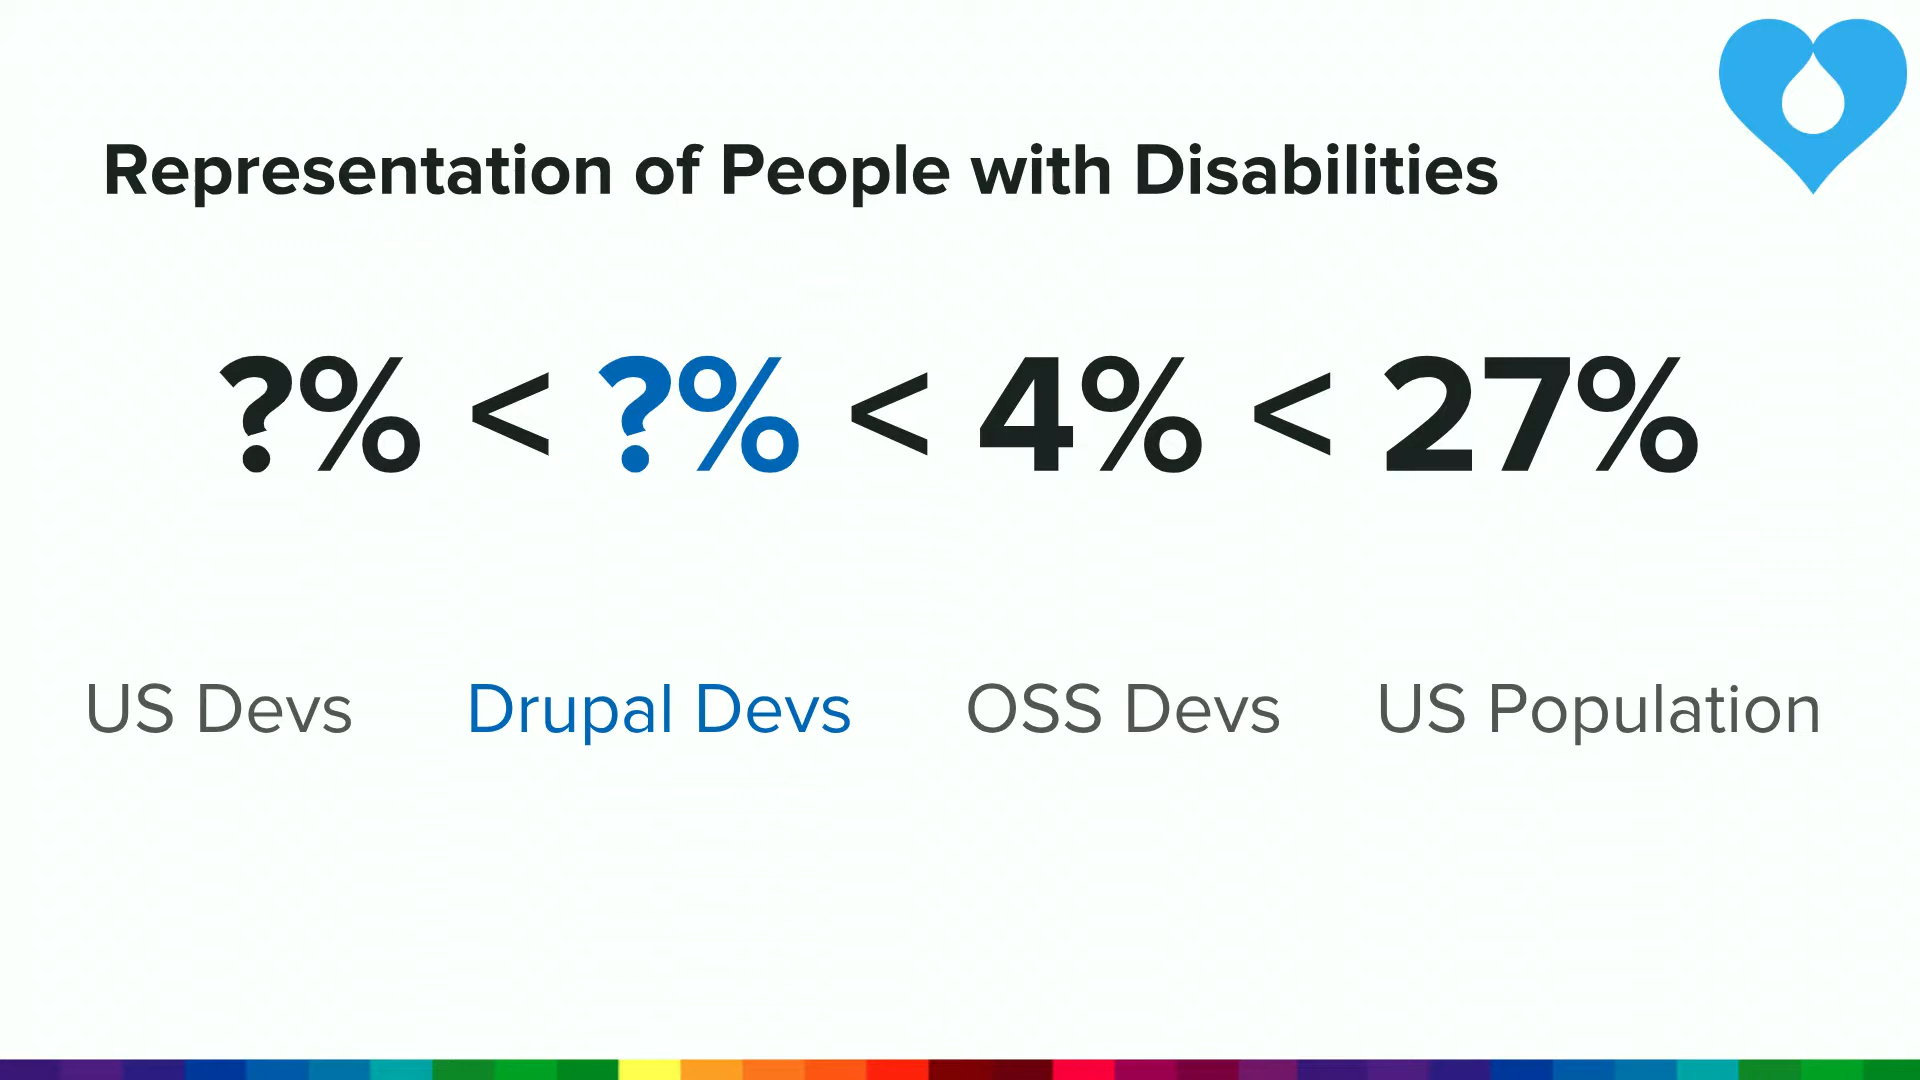 Representation of People with Disabilities
?% < ?% < 4% < 27%
US Devs Drupal Devs OSS Devs US Population